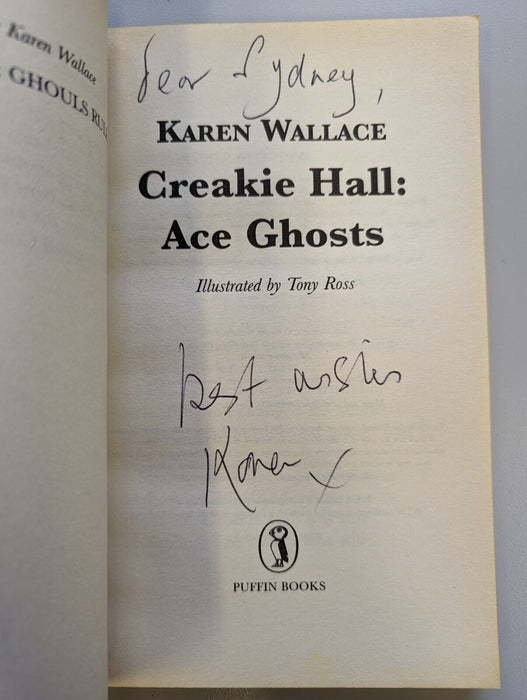 Karen Wallace
GHOULS RU
Dear Sydney,
KAREN WALLACE
Creakie Hall:
Ace Ghosts
Illustrated by Tony Ross
best wishes
Karen x
PUFFIN BOOKS